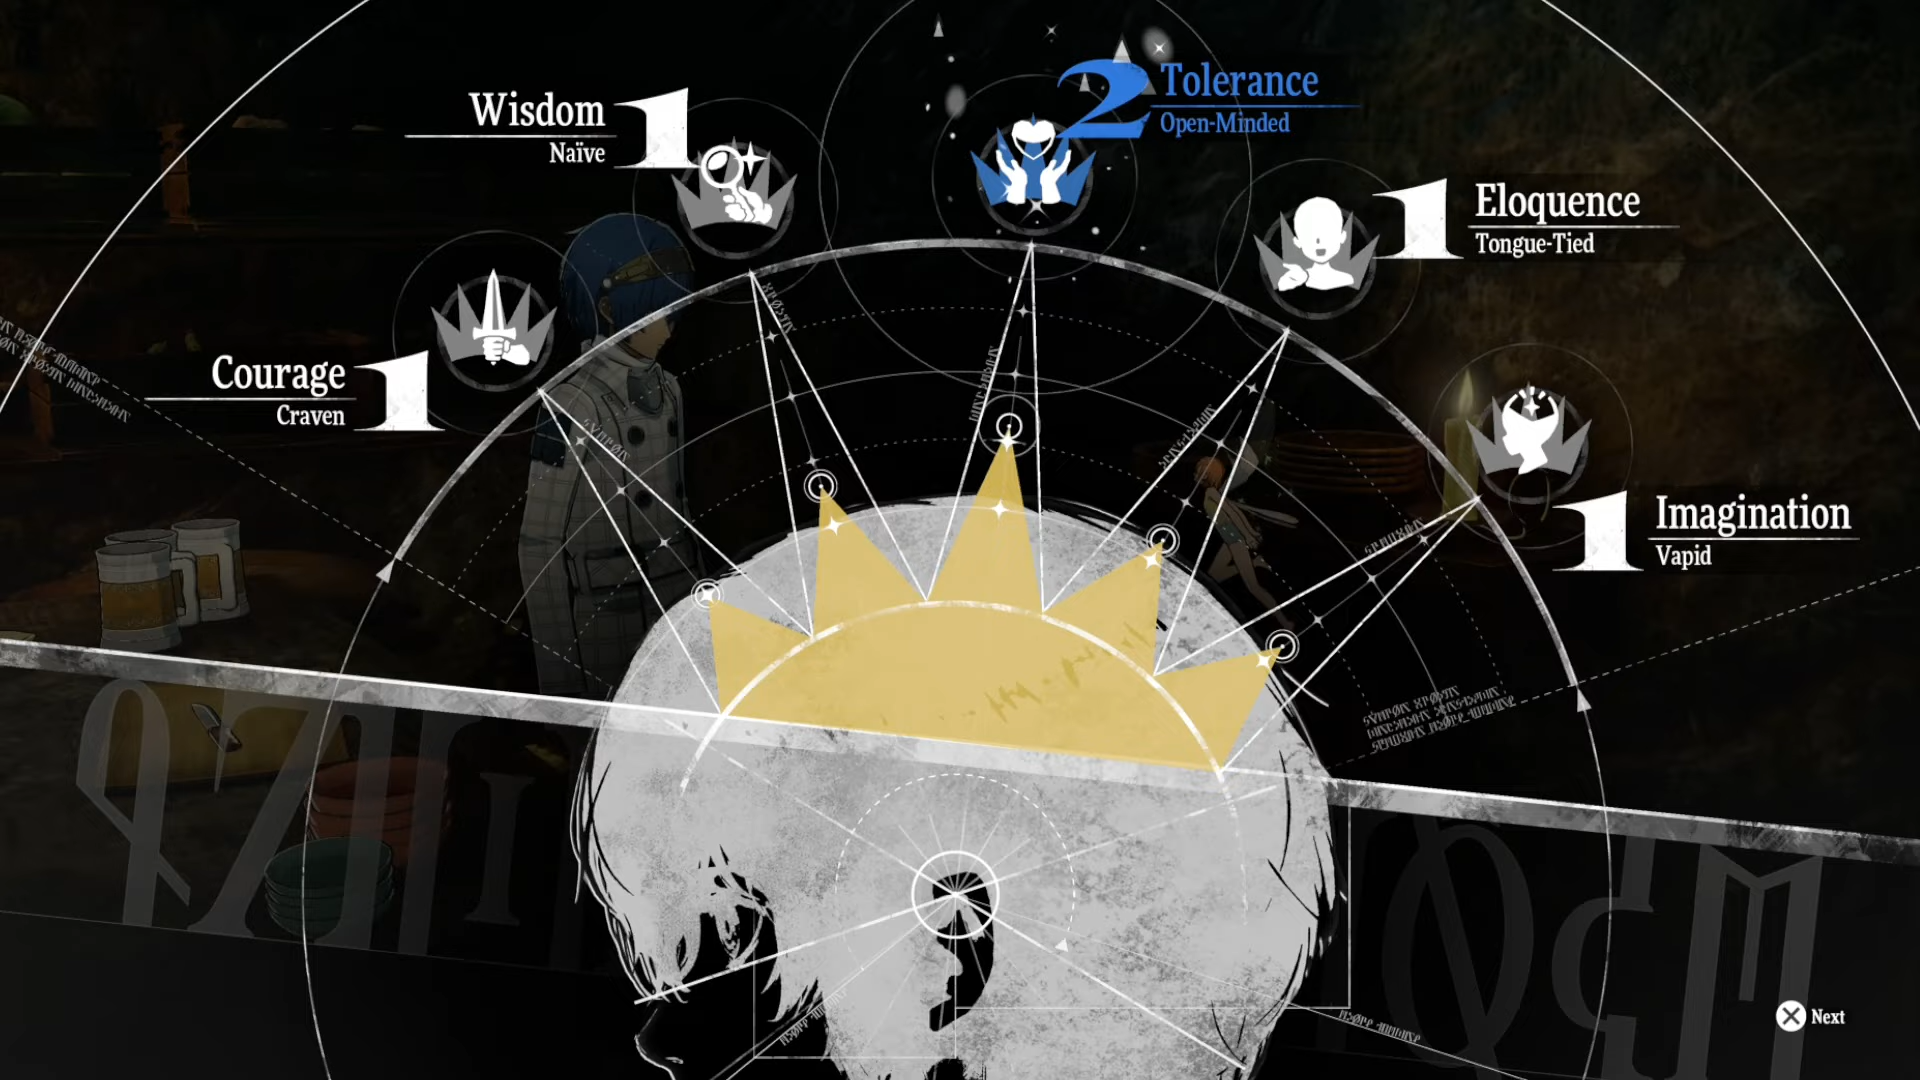 Wisdom 1
Naïve
2 Tolerance
Open-Minded
1 Eloquence
Tongue-Tied
Courage 1
Craven
1 Imagination
Vapid
Next